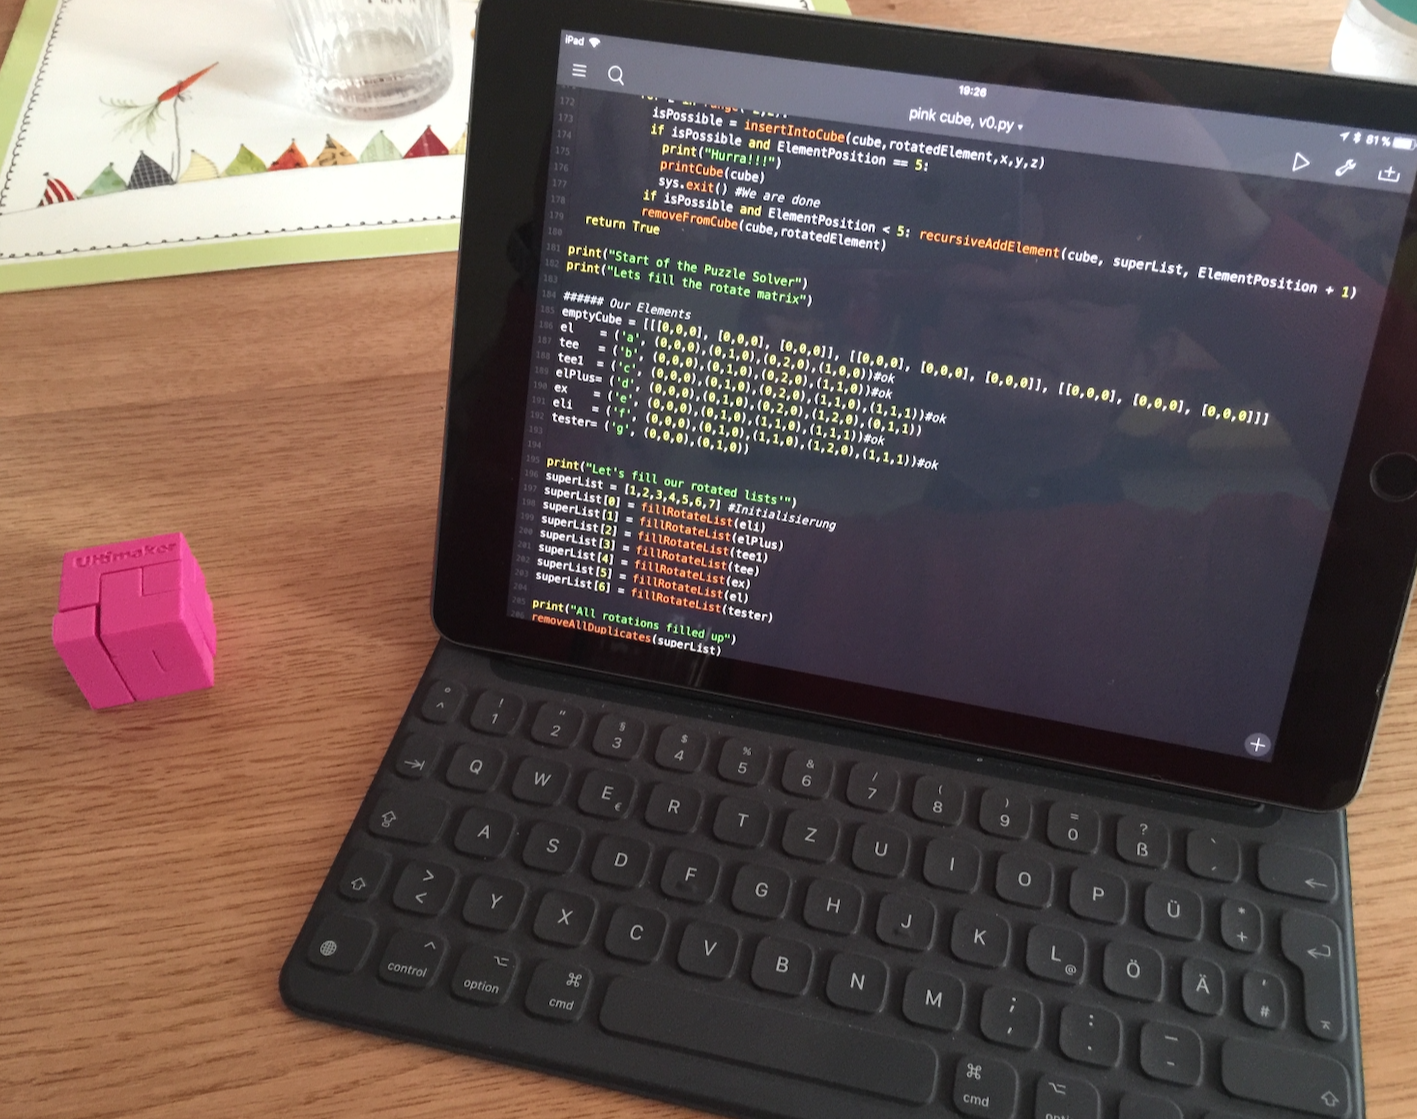 iPad
19:26
81 %
pink cube, v0.py
172
173 isPossible = insertIntoCube(cube,rotatedElement,x,y,z)
174 if isPossible and ElementPosition == 5:
175 print("Hurra!!!")
176 printCube(cube)
177 sys.exit() #We are done
178 if isPossible and ElementPosition < 5: recursiveAddElement(cube, superList, ElementPosition + 1)
179 removeFromCube(cube,rotatedElement)
180 return True
181
182 print("Start of the Puzzle Solver")
183 print("Lets fill the rotate matrix")
184 ###### Our Elements
185 emptyCube = [[[0,0,0], [0,0,0], [0,0,0]], [[0,0,0], [0,0,0], [0,0,0]], [[0,0,0], [0,0,0], [0,0,0]]]
186 el = ('a', (0,0,0),(0,1,0),(0,2,0),(1,0,0))#ok
187 tee = ('b', (0,0,0),(0,1,0),(0,2,0),(1,1,0))#ok
188 tee1 = ('c', (0,0,0),(0,1,0),(0,2,0),(1,1,0),(1,1,1))#ok
189 elPlus= ('d', (0,0,0),(0,1,0),(0,2,0),(1,2,0),(0,1,1))
190 ex = ('e', (0,0,0),(0,1,0),(1,1,0),(1,1,1))#ok
191 eli = ('f', (0,0,0),(0,1,0),(1,1,0),(1,2,0),(1,1,1))#ok
192 tester= ('g', (0,0,0),(0,1,0))
193
194
195 print("Let's fill our rotated lists'")
196 superList = [1,2,3,4,5,6,7] #Initialisierung
197 superList[0] = fillRotateList(eli)
198 superList[1] = fillRotateList(elPlus)
199 superList[2] = fillRotateList(tee1)
200 superList[3] = fillRotateList(tee)
201 superList[4] = fillRotateList(ex)
202 superList[5] = fillRotateList(el)
203 superList[6] = fillRotateList(tester)
204
205 print("All rotations filled up")
206 removeAllDuplicates(superList)
Ultimaker
° ! " § $ % & / ( ) = ? `
^ 1 2 3 4 5 6 7 8 9 0 ß ´
Q W E € R T Z U I O P Ü * +
A S D F G H J K L @ Ö Ä ' #
> < Y X C V B N M ; , : . _ -
^ control option cmd cmd